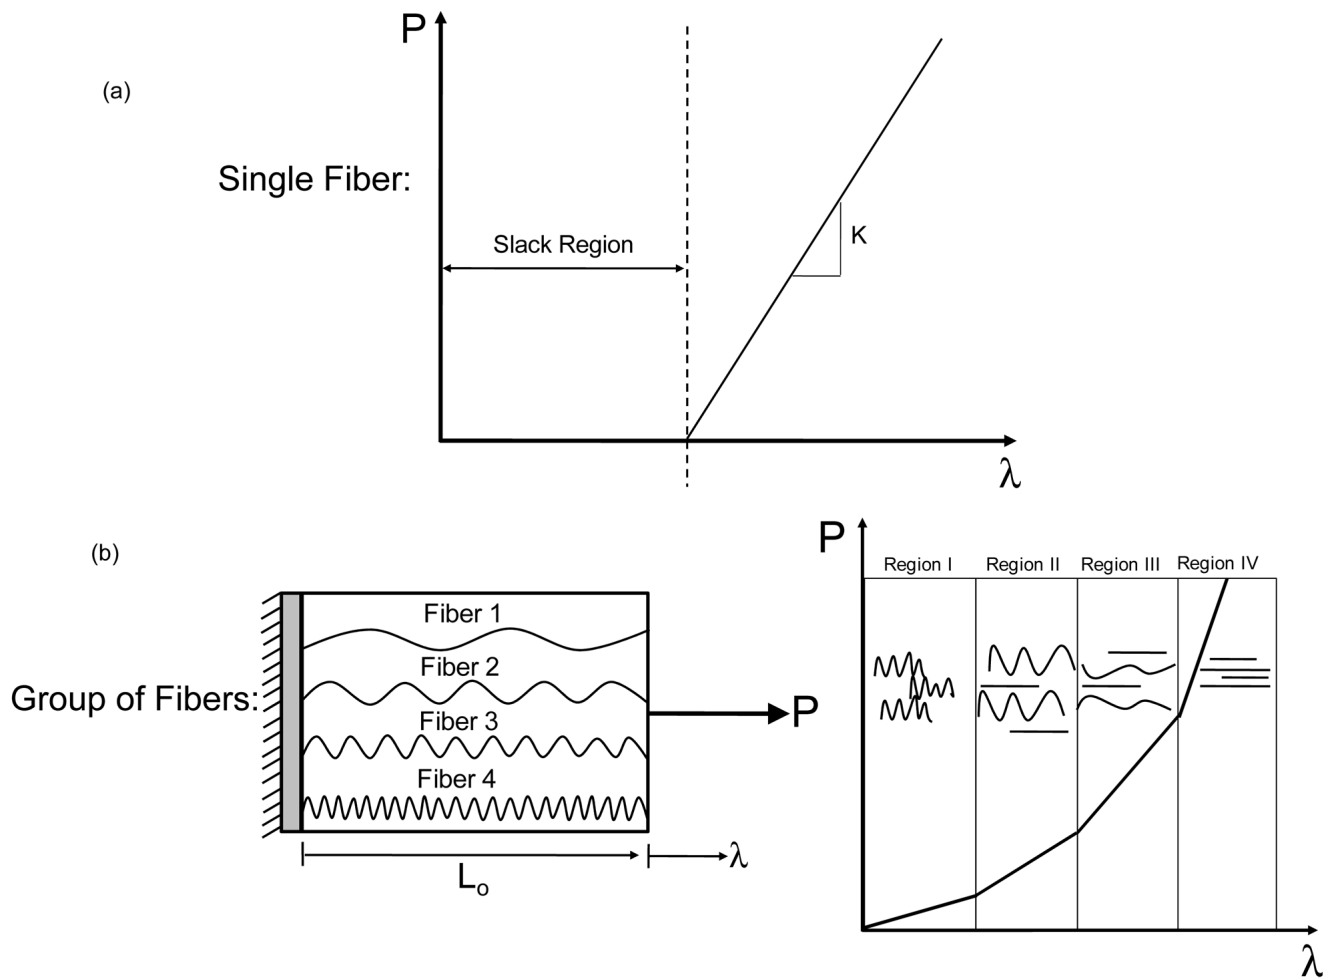 P
(a)
Single Fiber:
Slack Region
K
λ
(b)
Group of Fibers:
Fiber 1
Fiber 2
Fiber 3
Fiber 4
P
Lo
λ
P
Region I
Region II
Region III
Region IV
λ